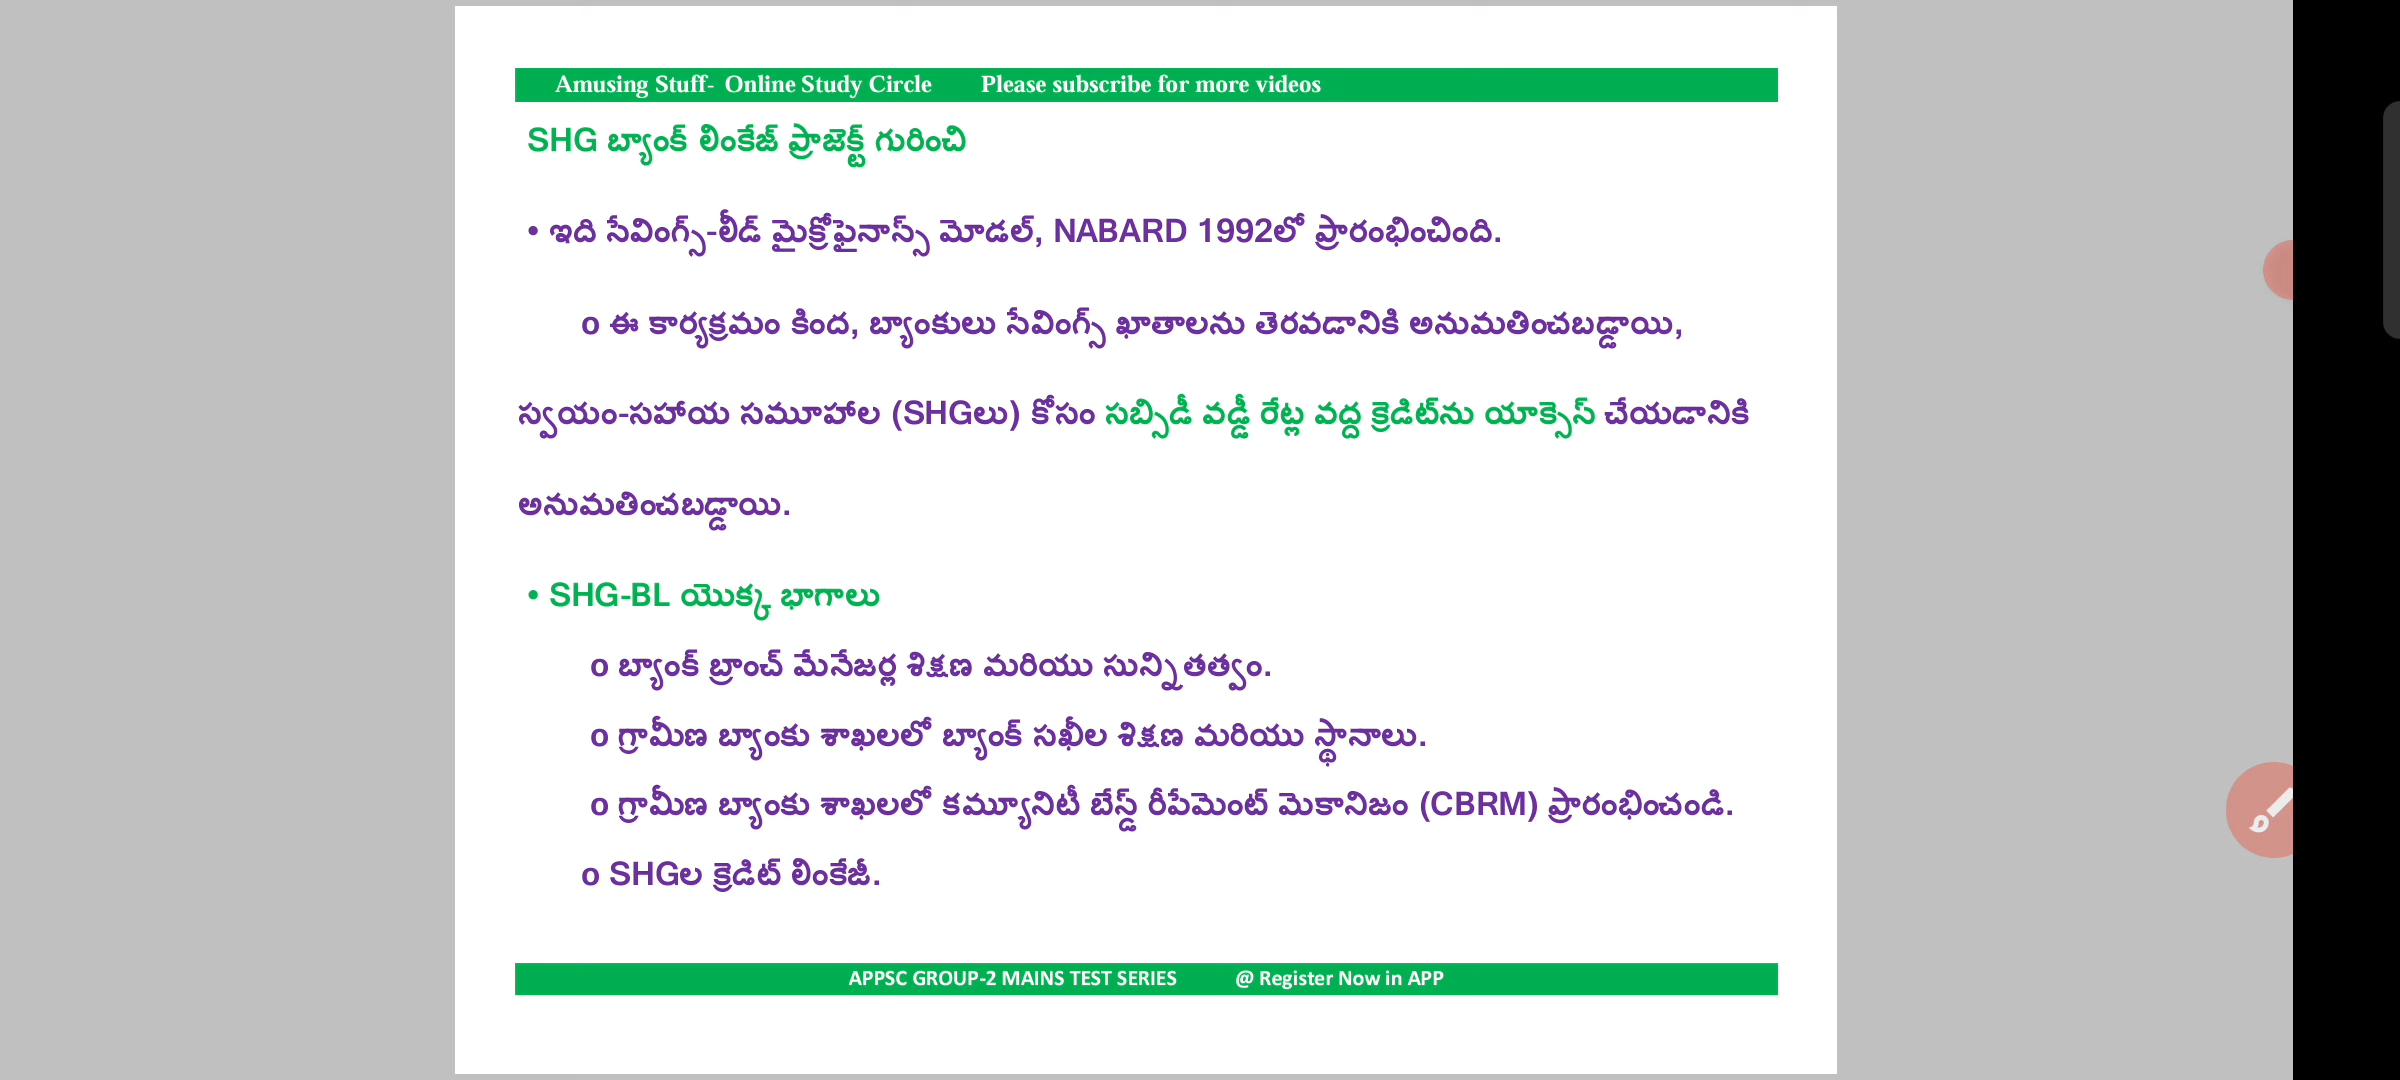 Amusing Stuff- Online Study Circle Please subscribe for more videos
SHG బ్యాంక్ లింకేజ్ ప్రాజెక్ట్ గురించి
• ఇది సేవింగ్స్-లీడ్ మైక్రోఫైనాన్స్ మోడల్, NABARD 1992లో ప్రారంభించింది.
o ఈ కార్యక్రమం కింద, బ్యాంకులు సేవింగ్స్ ఖాతాలను తెరవడానికి అనుమతించబడ్డాయి,
స్వయం-సహాయ సమూహాల (SHGలు) కోసం సబ్సిడీ వడ్డీ రేట్ల వద్ద క్రెడిట్‌ను యాక్సెస్ చేయడానికి
అనుమతించబడ్డాయి.
• SHG-BL యొక్క భాగాలు
o బ్యాంక్ బ్రాంచ్ మేనేజర్ల శిక్షణ మరియు సున్నితత్వం.
o గ్రామీణ బ్యాంకు శాఖలలో బ్యాంక్ సఖీల శిక్షణ మరియు స్థానాలు.
o గ్రామీణ బ్యాంకు శాఖలలో కమ్యూనిటీ బేస్డ్ రీపేమెంట్ మెకానిజం (CBRM) ప్రారంభించండి.
o SHGల క్రెడిట్ లింకేజీ.
APPSC GROUP-2 MAINS TEST SERIES @ Register Now in APP